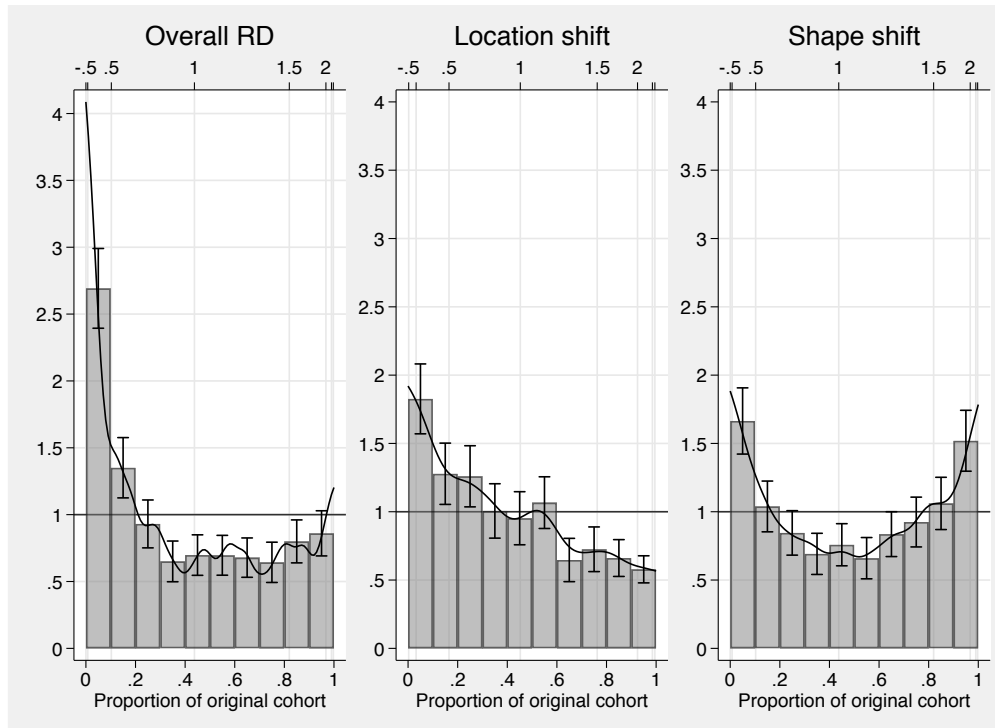 Overall RD
Location shift
Shape shift
-.5 .5 1 1.5 2
-.5 .5 1 1.5 2
-.5 .5 1 1.5 2
4
3.5
3
2.5
2
1.5
1
.5
0
4
3.5
3
2.5
2
1.5
1
.5
0
4
3.5
3
2.5
2
1.5
1
.5
0
0 .2 .4 .6 .8 1
0 .2 .4 .6 .8 1
0 .2 .4 .6 .8 1
Proportion of original cohort
Proportion of original cohort
Proportion of original cohort